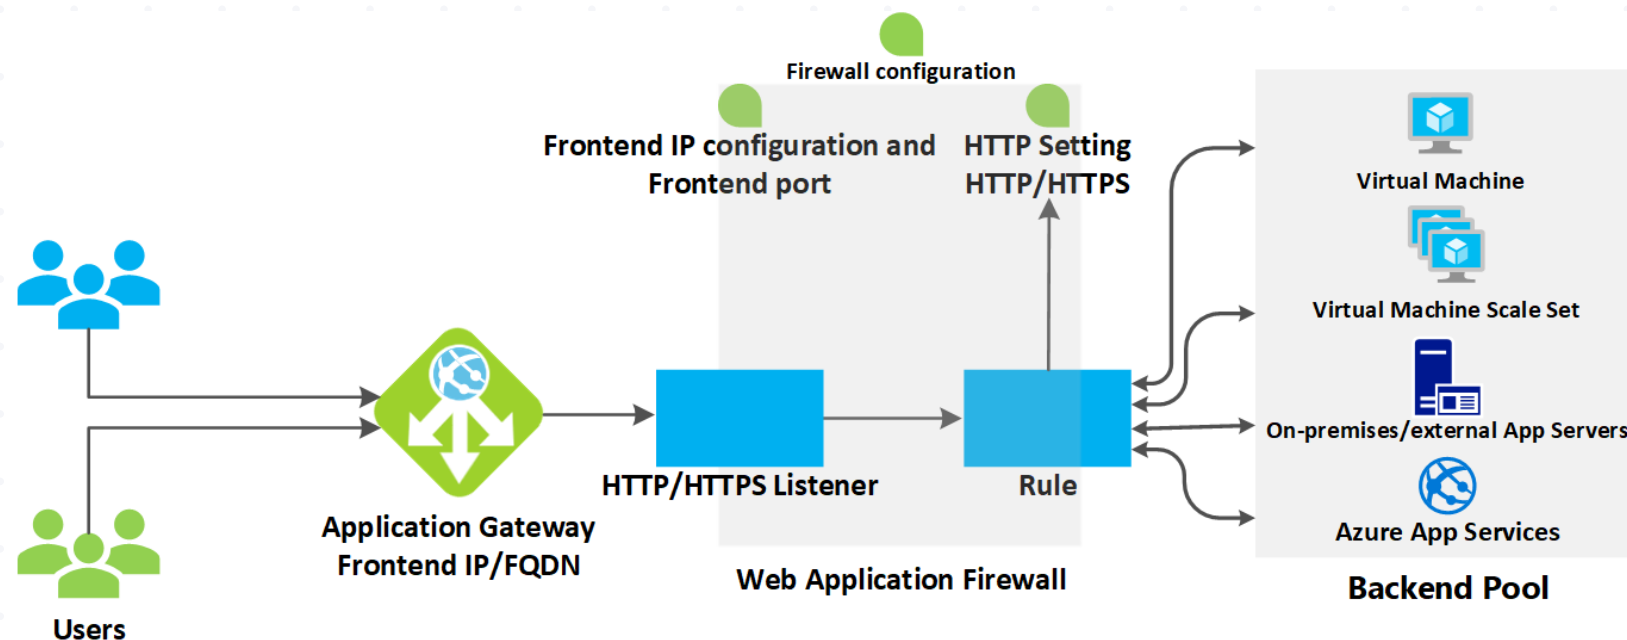 Firewall configuration
Frontend IP configuration and
Frontend port
HTTP Setting
HTTP/HTTPS
Virtual Machine
Virtual Machine Scale Set
On-premises/external App Servers
Azure App Services
Backend Pool
HTTP/HTTPS Listener
Rule
Application Gateway
Frontend IP/FQDN
Web Application Firewall
Users